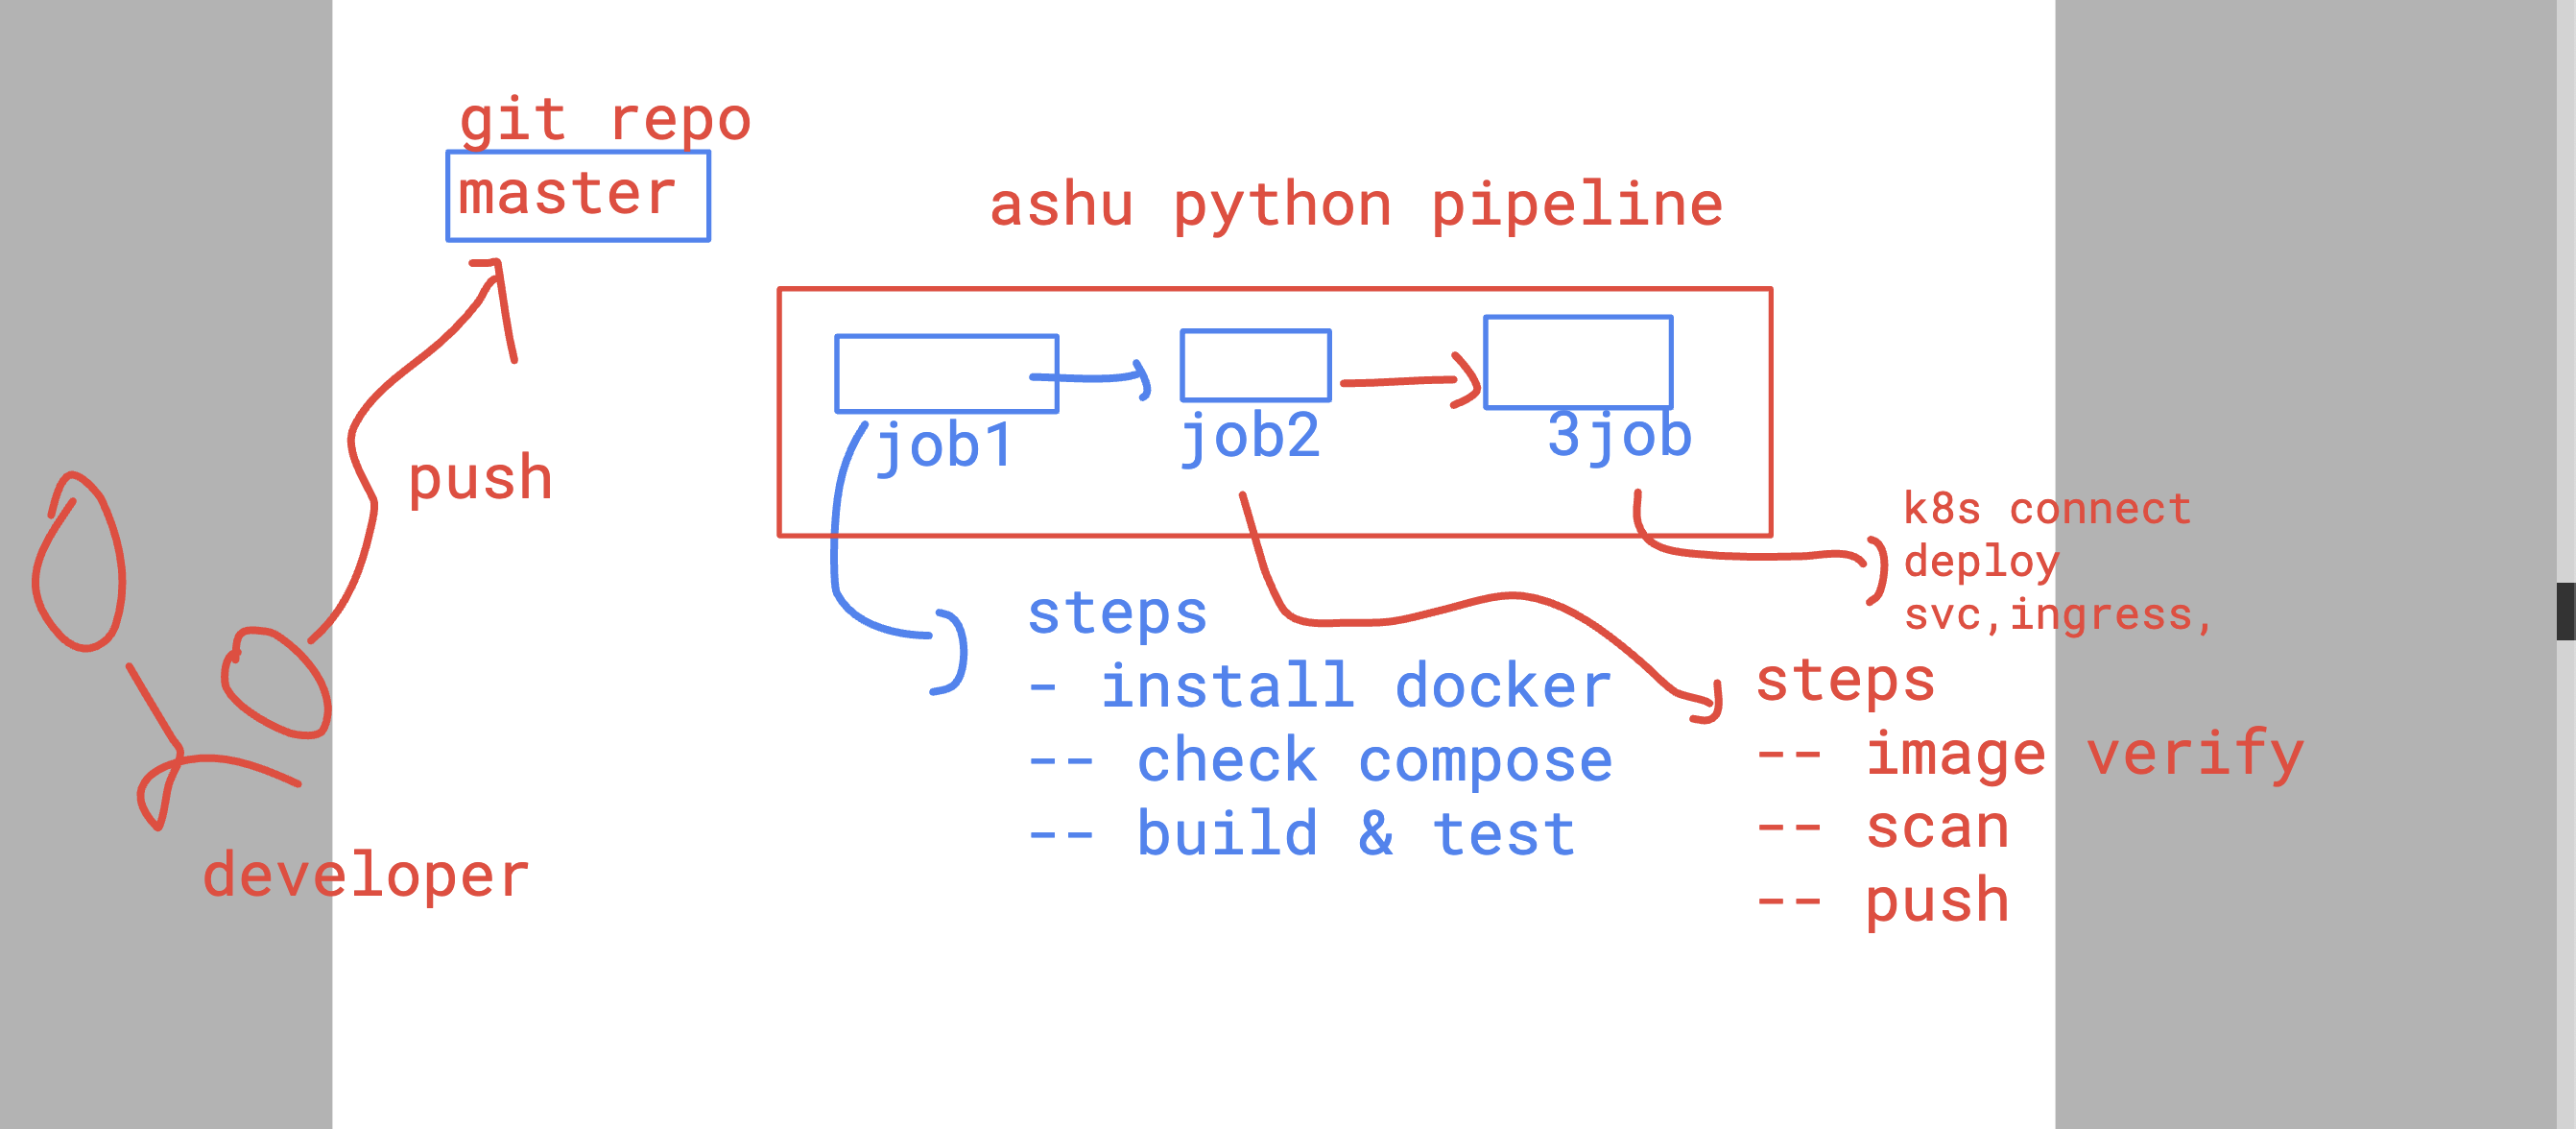 git repo
master
ashu python pipeline
push
developer
job1
job2
3job
steps
- install docker
-- check compose
-- build & test
k8s connect
deploy
svc,ingress,
steps
-- image verify
-- scan
-- push